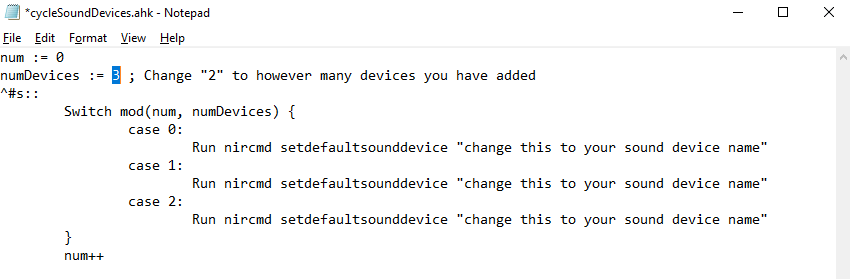 *cycleSoundDevices.ahk - Notepad
File Edit Format View Help
num := 0
numDevices := 3 ; Change "2" to however many devices you have added
^#s::
Switch mod(num, numDevices) {
case 0:
Run nircmd setdefaultsounddevice "change this to your sound device name"
case 1:
Run nircmd setdefaultsounddevice "change this to your sound device name"
case 2:
Run nircmd setdefaultsounddevice "change this to your sound device name"
}
num++